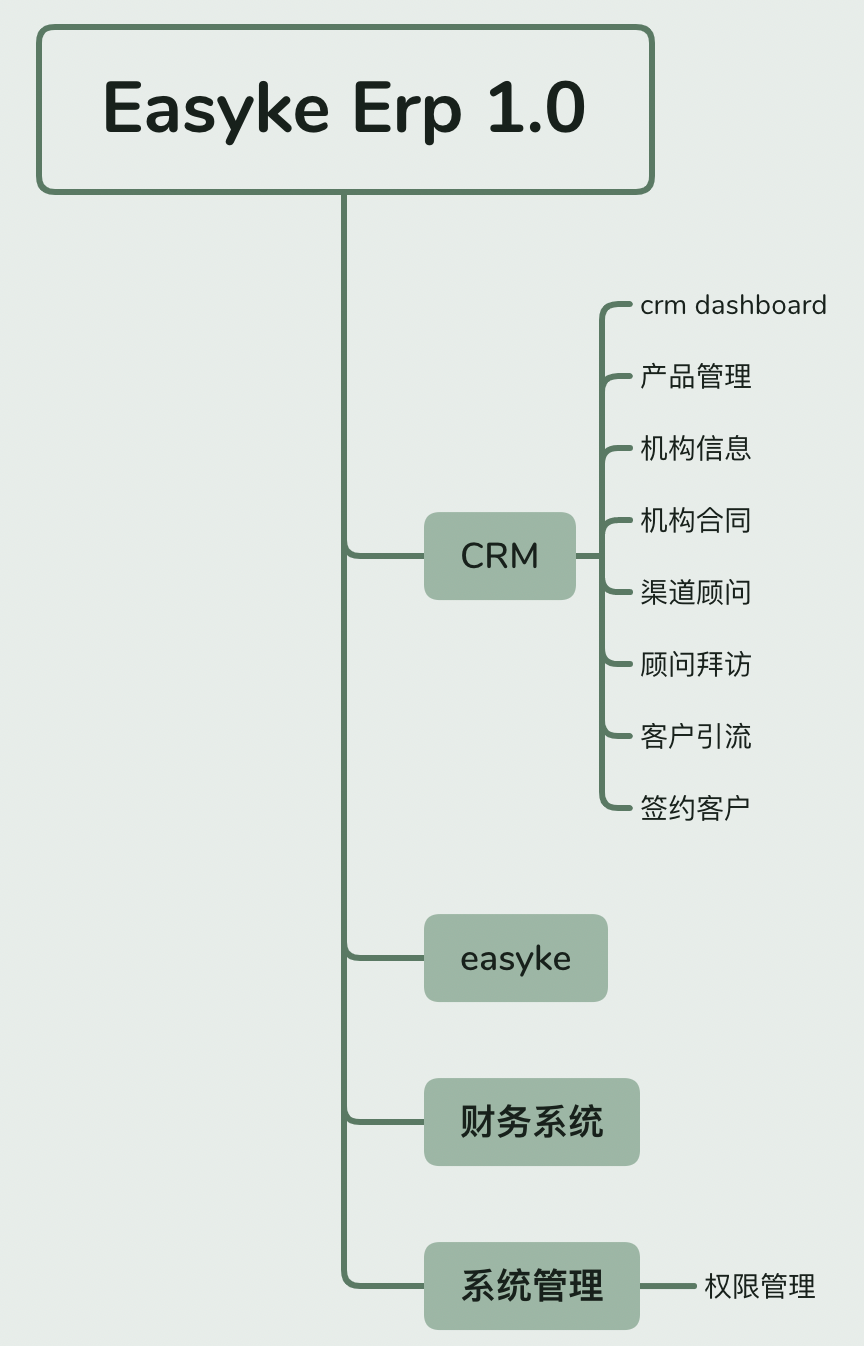 Easyke Erp 1.0
CRM
crm dashboard
产品管理
机构信息
机构合同
渠道顾问
顾问拜访
客户引流
签约客户
easyke
财务系统
系统管理
权限管理